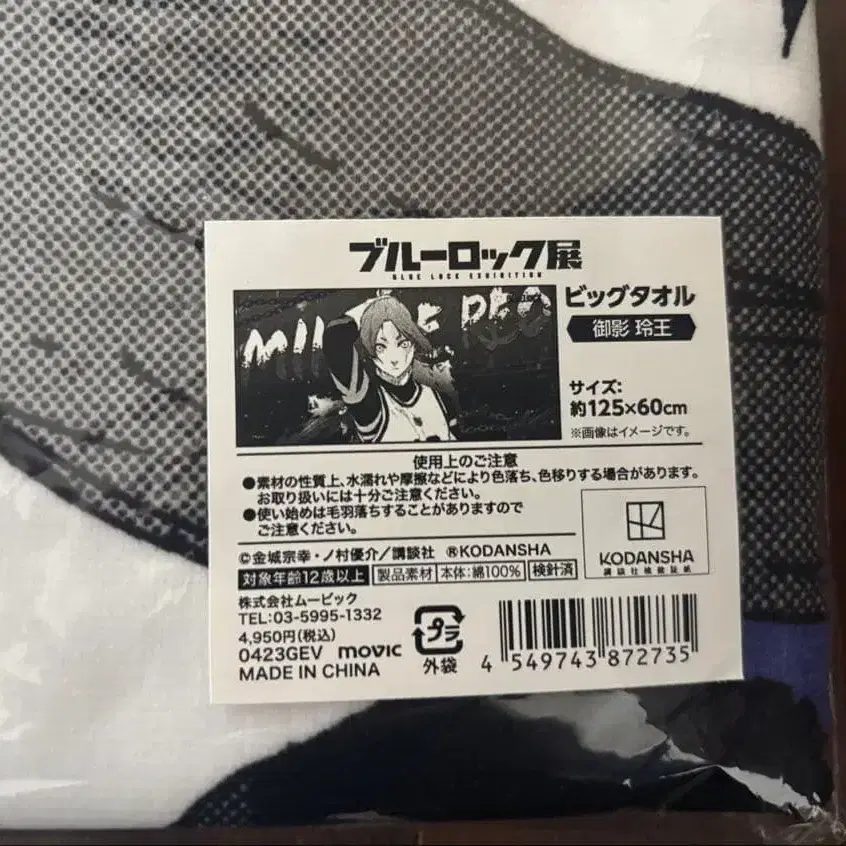 ブルーロック展
BLUE LOCK EXHIBITION
ビッグタオル
御影 玲王
サイズ:
約125×60cm
※画像はイメージです。
使用上のご注意
●素材の性質上、水濡れや摩擦などにより色落ち、色移りする場合があります。
お取り扱いには十分ご注意ください。
●使い始めは毛羽落ちすることがありますので
ご注意ください。
©金城宗幸・ノ村優介／講談社 ®KODANSHA
対象年齢12歳以上 製品素材 本体:綿100% 検針済
KODANSHA
講談社検徹証紙
株式会社ムービック
TEL:03-5995-1332
4,950円(税込)
0423GEV movic
MADE IN CHINA
プラ
外袋
4 549743 872735